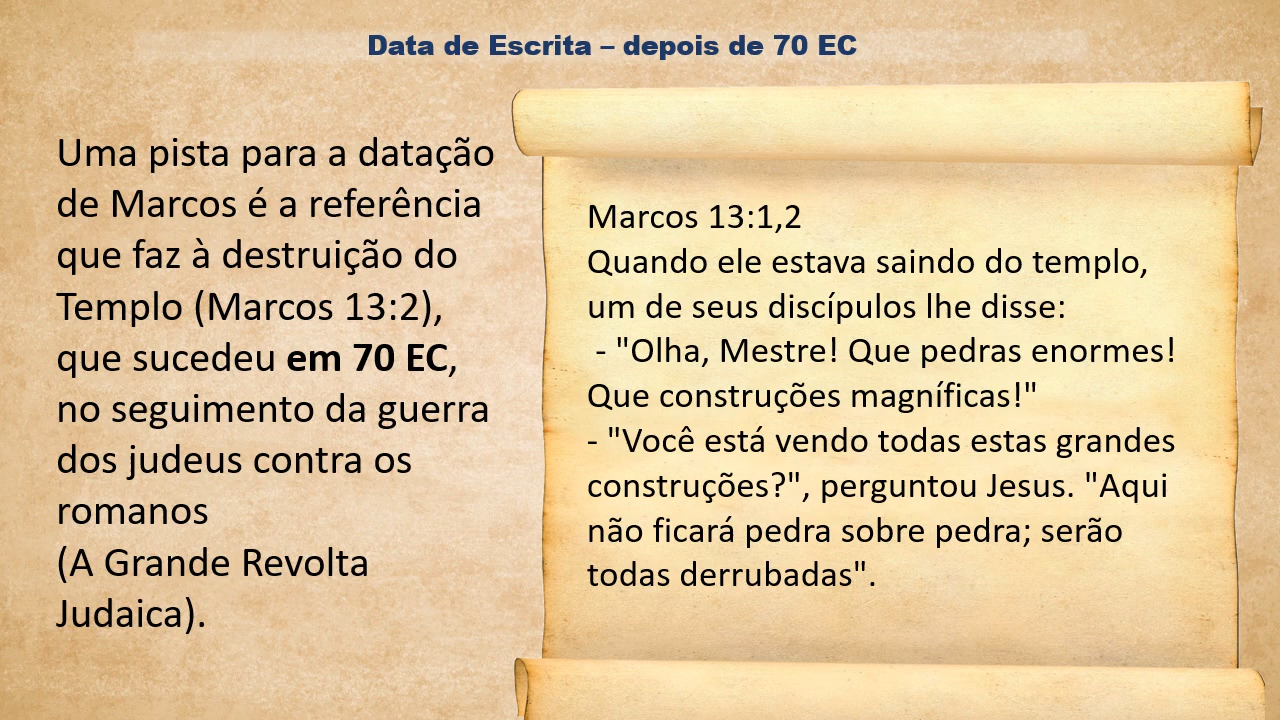 Data de Escrita – depois de 70 EC
Uma pista para a datação
de Marcos é a referência
que faz à destruição do
Templo (Marcos 13:2),
que sucedeu em 70 EC,
no seguimento da guerra
dos judeus contra os
romanos
(A Grande Revolta
Judaica).
Marcos 13:1,2
Quando ele estava saindo do templo,
um de seus discípulos lhe disse:
- "Olha, Mestre! Que pedras enormes!
Que construções magníficas!"
- "Você está vendo todas estas grandes
construções?", perguntou Jesus. "Aqui
não ficará pedra sobre pedra; serão
todas derrubadas".